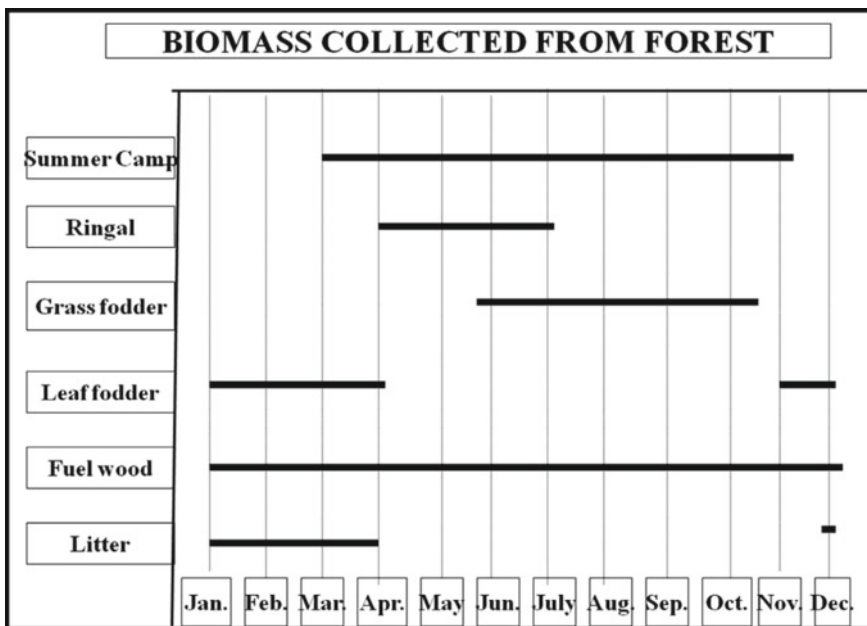 BIOMASS COLLECTED FROM FOREST
Summer Camp
Ringal
Grass fodder
Leaf fodder
Fuel wood
Litter
Jan. Feb. Mar. Apr. May Jun. July Aug. Sep. Oct. Nov. Dec.